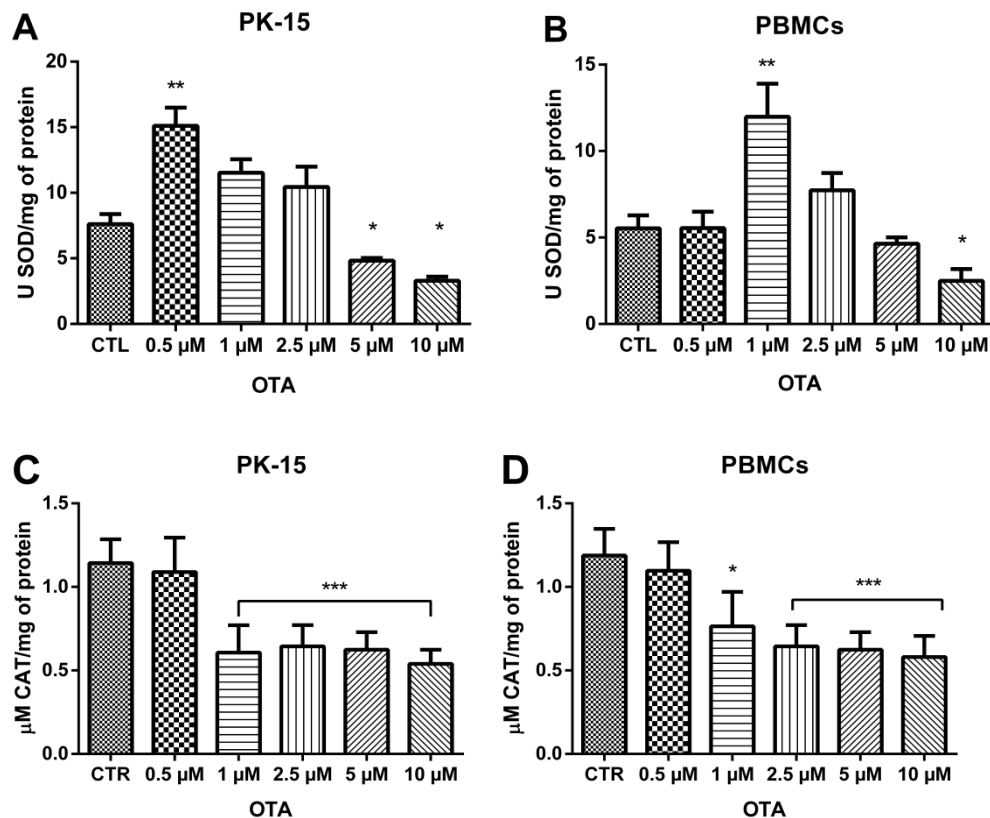 A
PK-15
U SOD/mg of protein
20
15
10
5
0
**
*
*
CTL 0.5 µM 1 µM 2.5 µM 5 µM 10 µM
OTA
B
PBMCs
U SOD/mg of protein
15
10
5
0
**
*
CTL 0.5 µM 1 µM 2.5 µM 5 µM 10 µM
OTA
C
PK-15
µM CAT/mg of protein
1.5
1.0
0.5
0.0
***
CTR 0.5 µM 1 µM 2.5 µM 5 µM 10 µM
OTA
D
PBMCs
µM CAT/mg of protein
1.5
1.0
0.5
0.0
*
***
CTR 0.5 µM 1 µM 2.5 µM 5 µM 10 µM
OTA